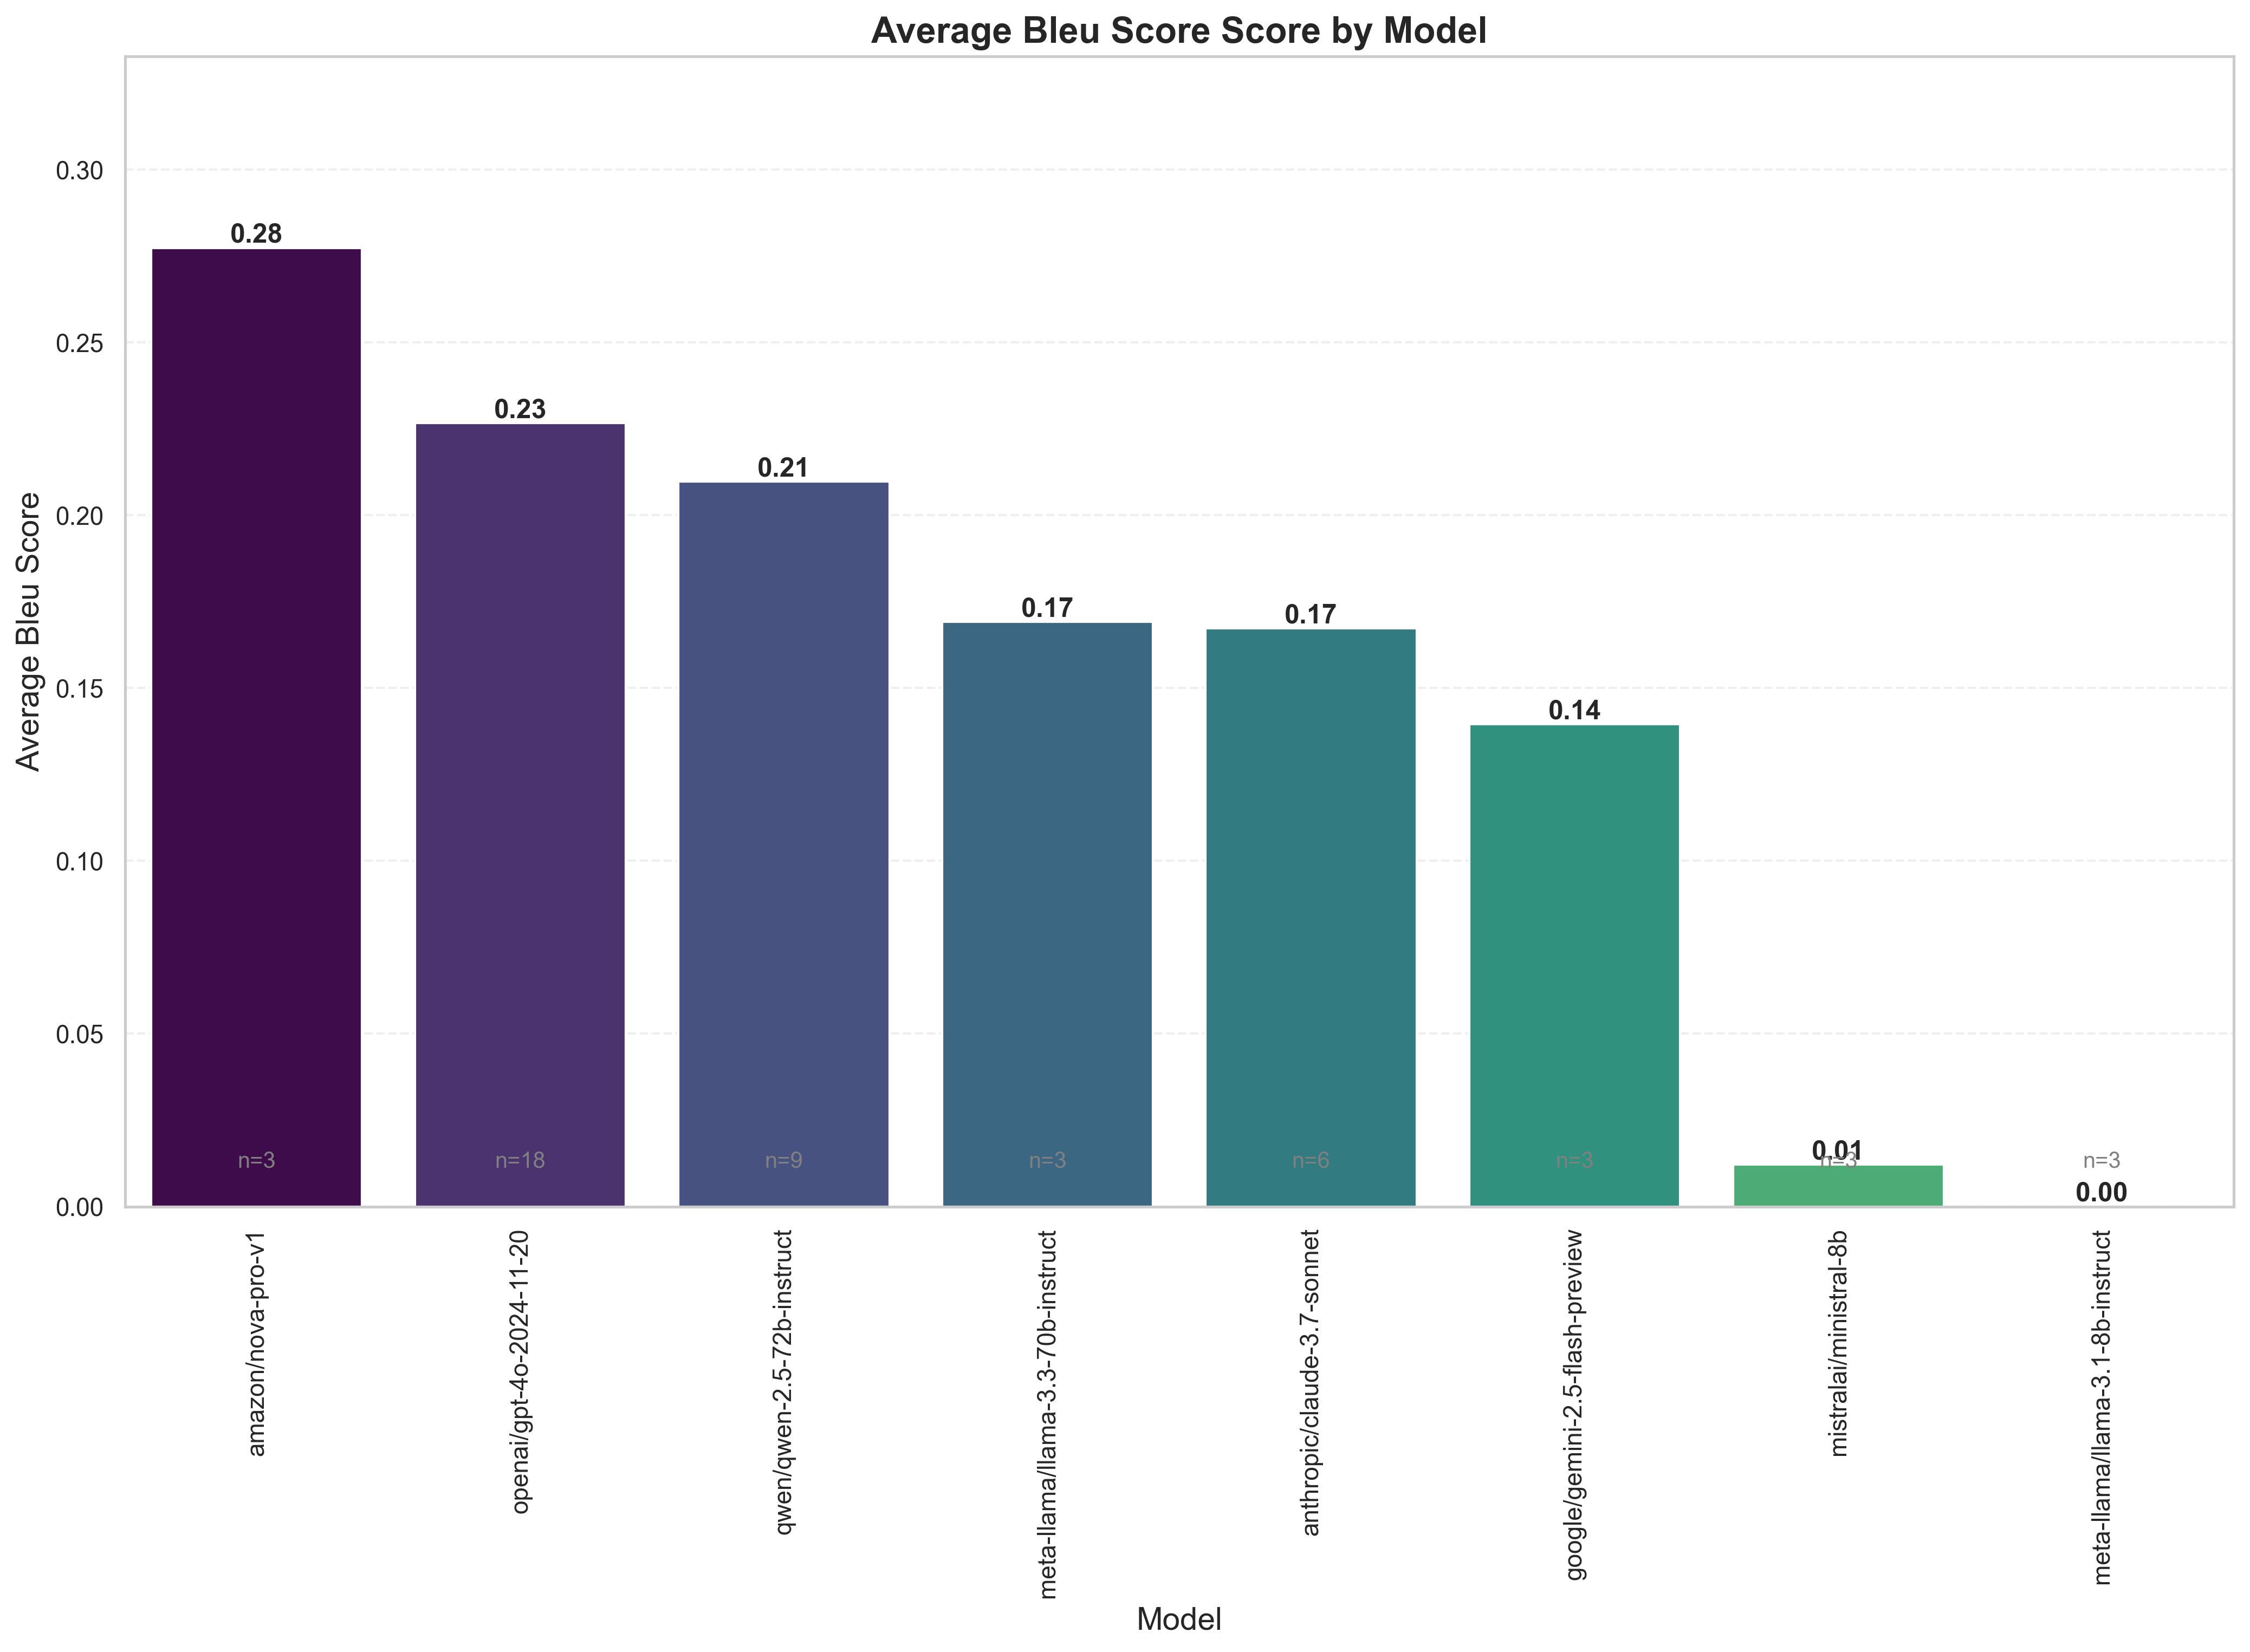 Average Bleu Score Score by Model
Average Bleu Score
0.30
0.25
0.20
0.15
0.10
0.05
0.00
0.28
0.23
0.21
0.17
0.17
0.14
0.01
0.00
n=3
n=18
n=9
n=3
n=6
n=3
n=3
n=3
amazon/nova-pro-v1
openai/gpt-4o-2024-11-20
qwen/qwen-2.5-72b-instruct
meta-llama/llama-3.3-70b-instruct
anthropic/claude-3.7-sonnet
google/gemini-2.5-flash-preview
mistralai/ministral-8b
meta-llama/llama-3.1-8b-instruct
Model